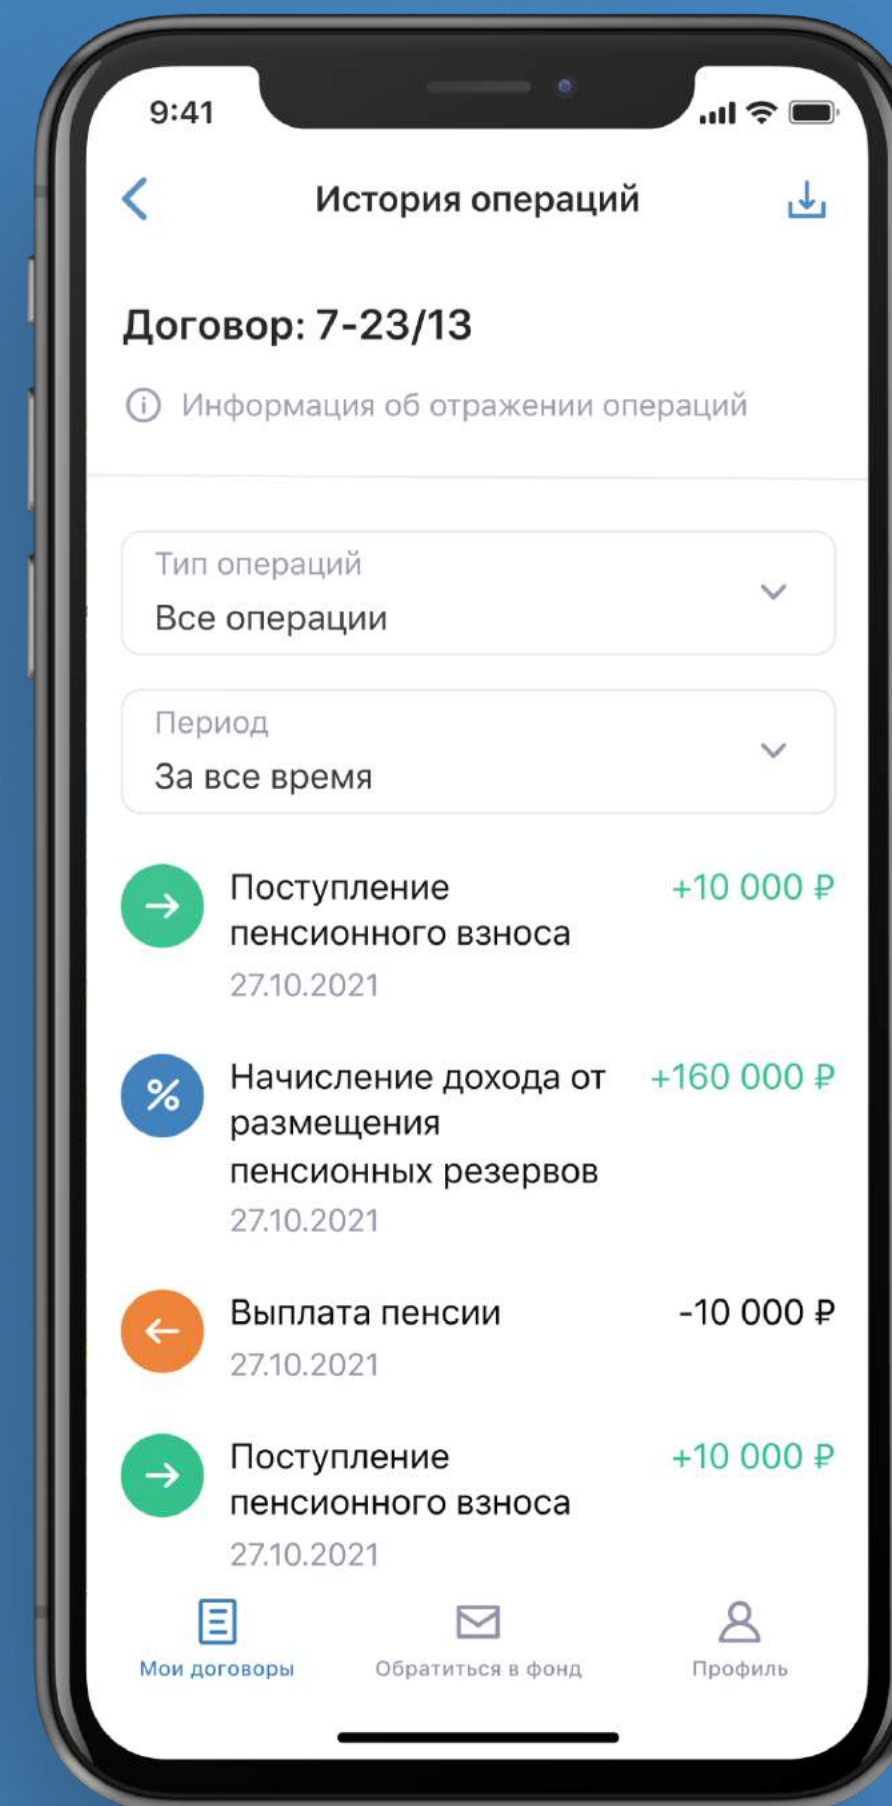 9:41
История операций
Договор: 7-23/13
Информация об отражении операций
Тип операций
Все операции
Период
За все время
Поступление +10 000 ₽
пенсионного взноса
27.10.2021
Начисление дохода от +160 000 ₽
размещения
пенсионных резервов
27.10.2021
Выплата пенсии -10 000 ₽
27.10.2021
Поступление +10 000 ₽
пенсионного взноса
27.10.2021
Мои договоры Обратиться в фонд Профиль